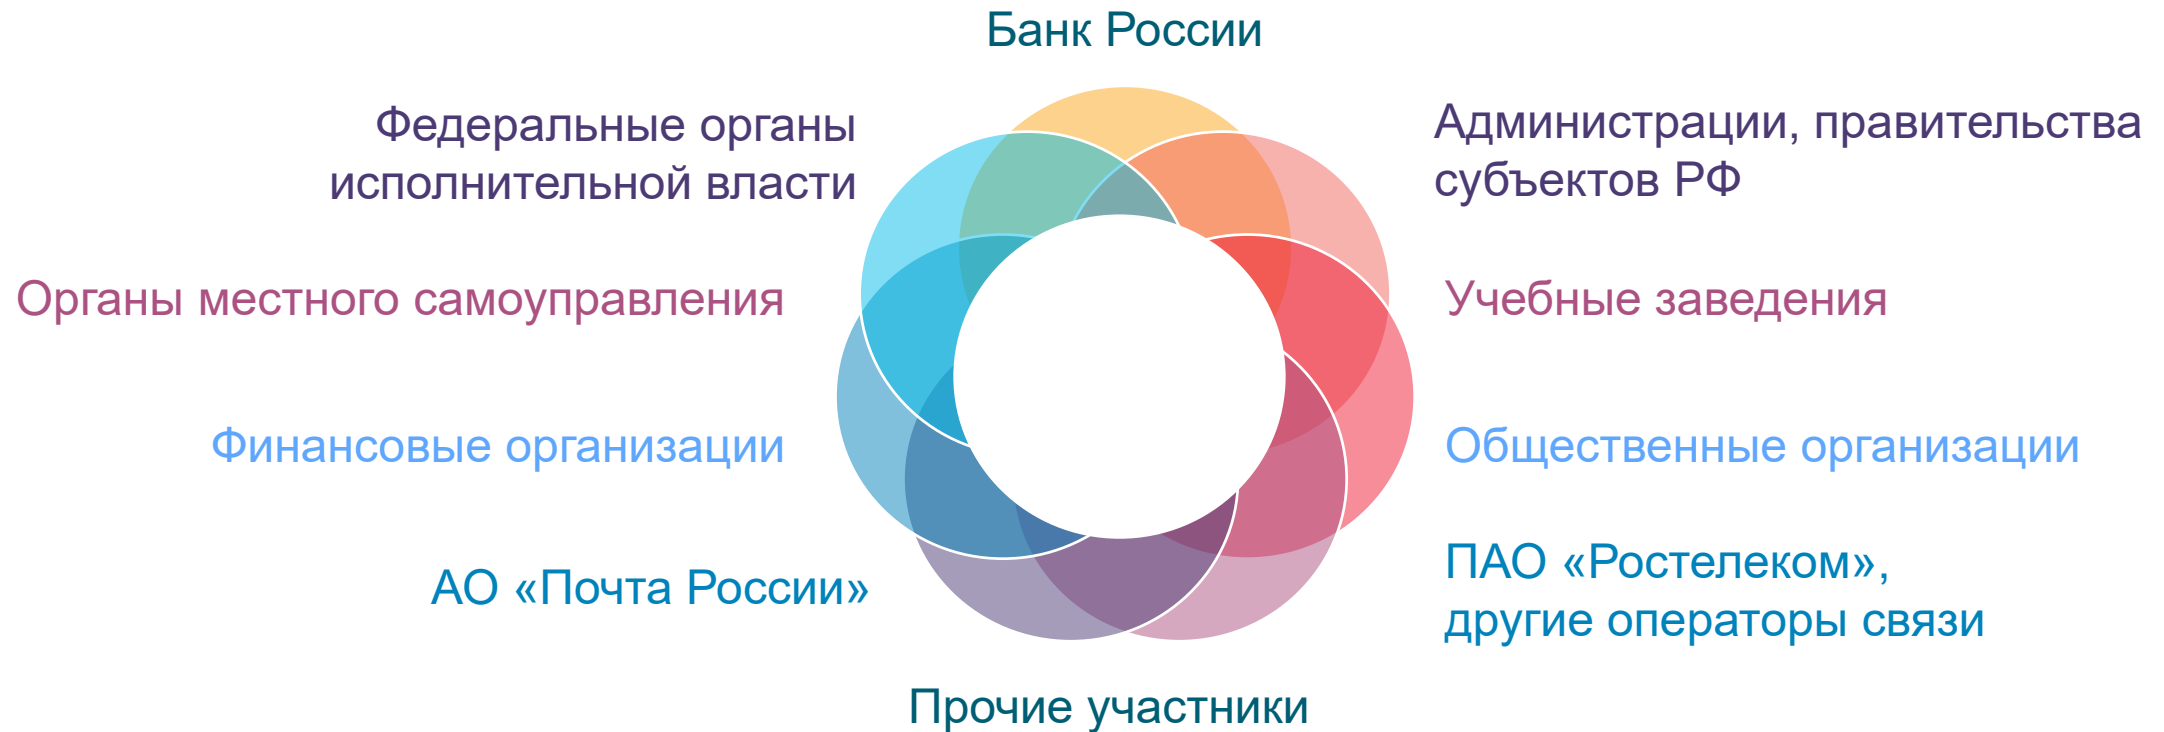 Банк России
Федеральные органы
исполнительной власти
Администрации, правительства
субъектов РФ
Органы местного самоуправления
Учебные заведения
Финансовые организации
Общественные организации
АО «Почта России»
ПАО «Ростелеком»,
другие операторы связи
Прочие участники